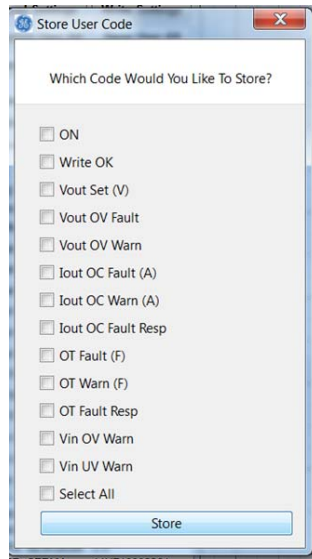 Store User Code
Which Code Would You Like To Store?
ON
Write OK
Vout Set (V)
Vout OV Fault
Vout OV Warn
Iout OC Fault (A)
Iout OC Warn (A)
Iout OC Fault Resp
OT Fault (F)
OT Warn (F)
OT Fault Resp
Vin OV Warn
Vin UV Warn
Select All
Store